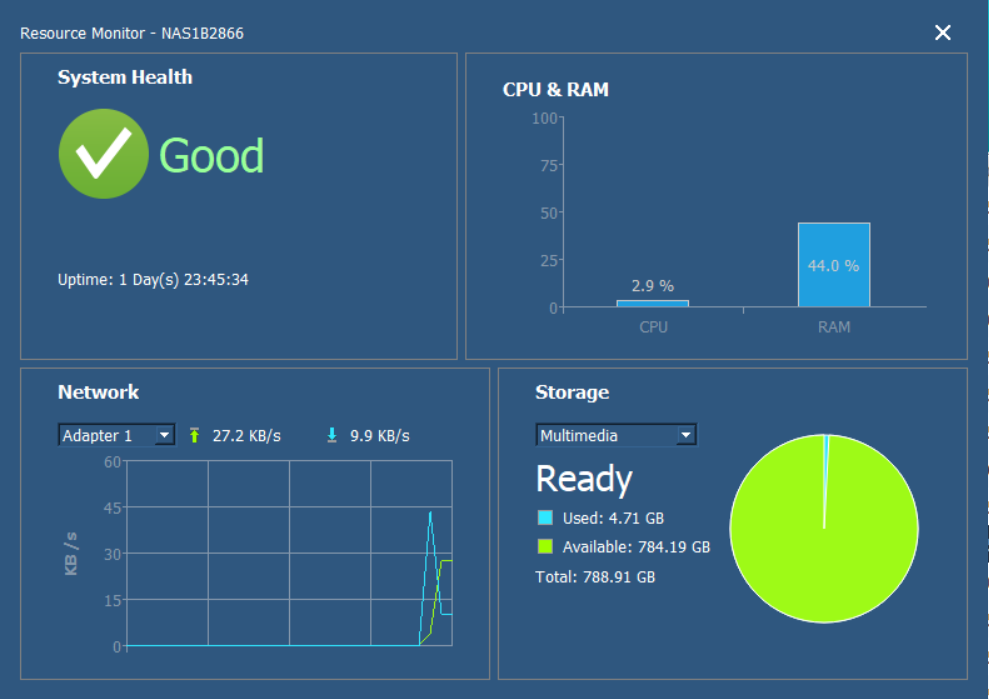 Resource Monitor - NAS1B2866
System Health
Good
Uptime: 1 Day(s) 23:45:34
CPU & RAM
100
75
50
25
0
2.9 %
44.0 %
CPU
RAM
Network
Adapter 1
27.2 KB/s
9.9 KB/s
60
45
30
15
0
KB / s
Storage
Multimedia
Ready
Used: 4.71 GB
Available: 784.19 GB
Total: 788.91 GB